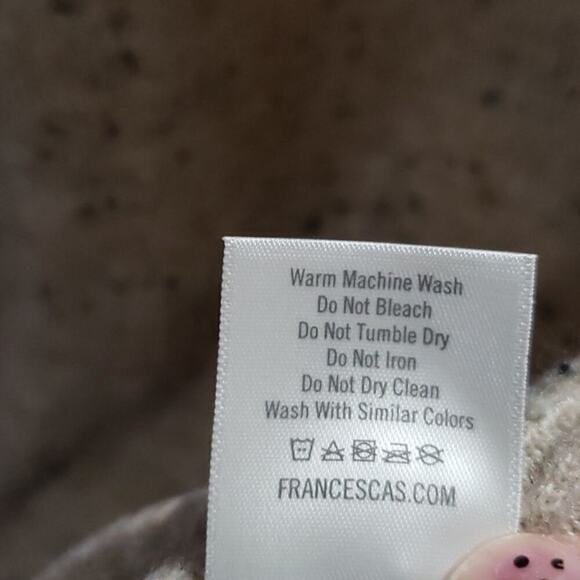 Warm Machine Wash
Do Not Bleach
Do Not Tumble Dry
Do Not Iron
Do Not Dry Clean
Wash With Similar Colors
FRANCESCAS.COM